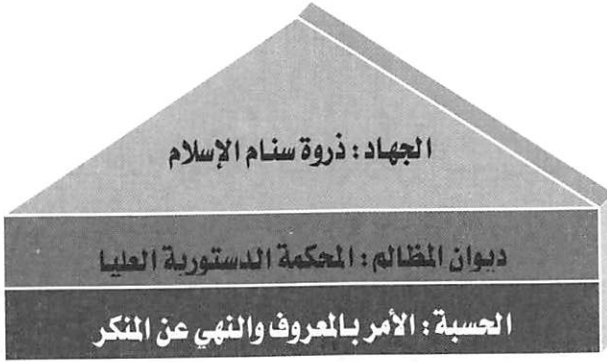 الجهاد : ذروة سنام الإسلام
ديوان المظالم : المحكمة الدستورية العليا
الحسبة : الأمر بالمعروف والنهي عن المنكر